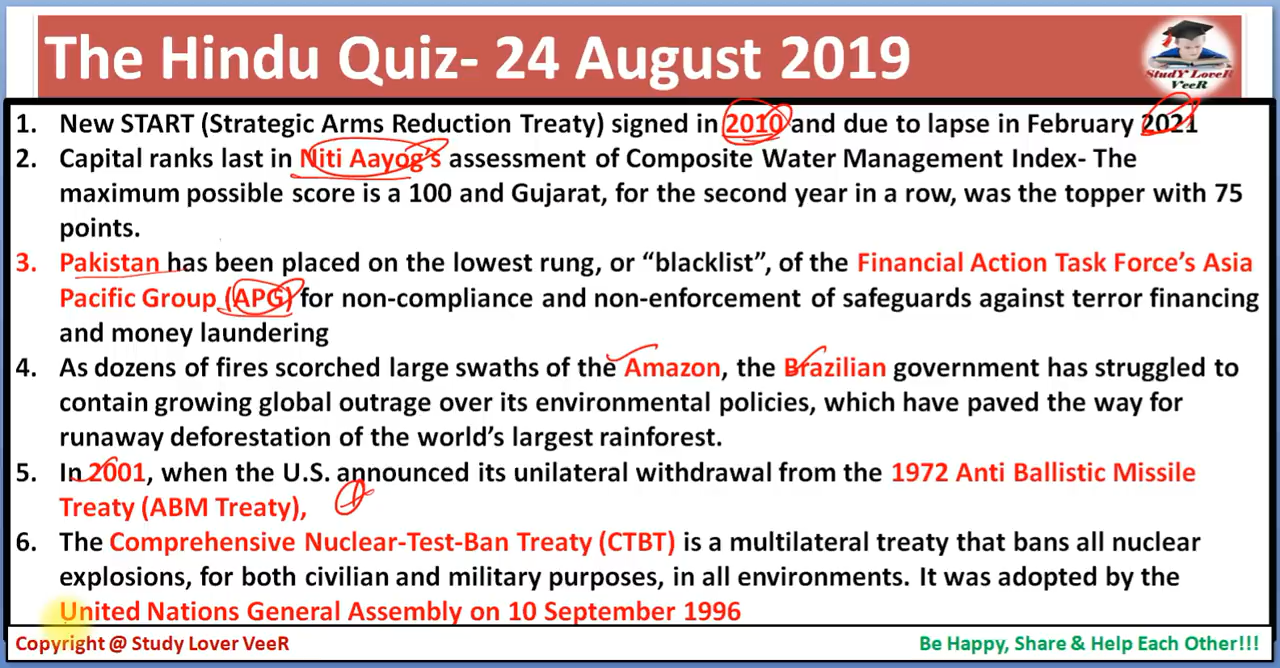 The Hindu Quiz- 24 August 2019
StudY LoveR
VeeR
1. New START (Strategic Arms Reduction Treaty) signed in 2010 and due to lapse in February 2021
2. Capital ranks last in Niti Aayog's assessment of Composite Water Management Index- The
maximum possible score is a 100 and Gujarat, for the second year in a row, was the topper with 75
points.
3. Pakistan has been placed on the lowest rung, or “blacklist”, of the Financial Action Task Force's Asia
Pacific Group (APG) for non-compliance and non-enforcement of safeguards against terror financing
and money laundering
4. As dozens of fires scorched large swaths of the Amazon, the Brazilian government has struggled to
contain growing global outrage over its environmental policies, which have paved the way for
runaway deforestation of the world's largest rainforest.
5. In 2001, when the U.S. announced its unilateral withdrawal from the 1972 Anti Ballistic Missile
Treaty (ABM Treaty),
6. The Comprehensive Nuclear-Test-Ban Treaty (CTBT) is a multilateral treaty that bans all nuclear
explosions, for both civilian and military purposes, in all environments. It was adopted by the
United Nations General Assembly on 10 September 1996
Copyright @ Study Lover VeeR
Be Happy, Share & Help Each Other!!!